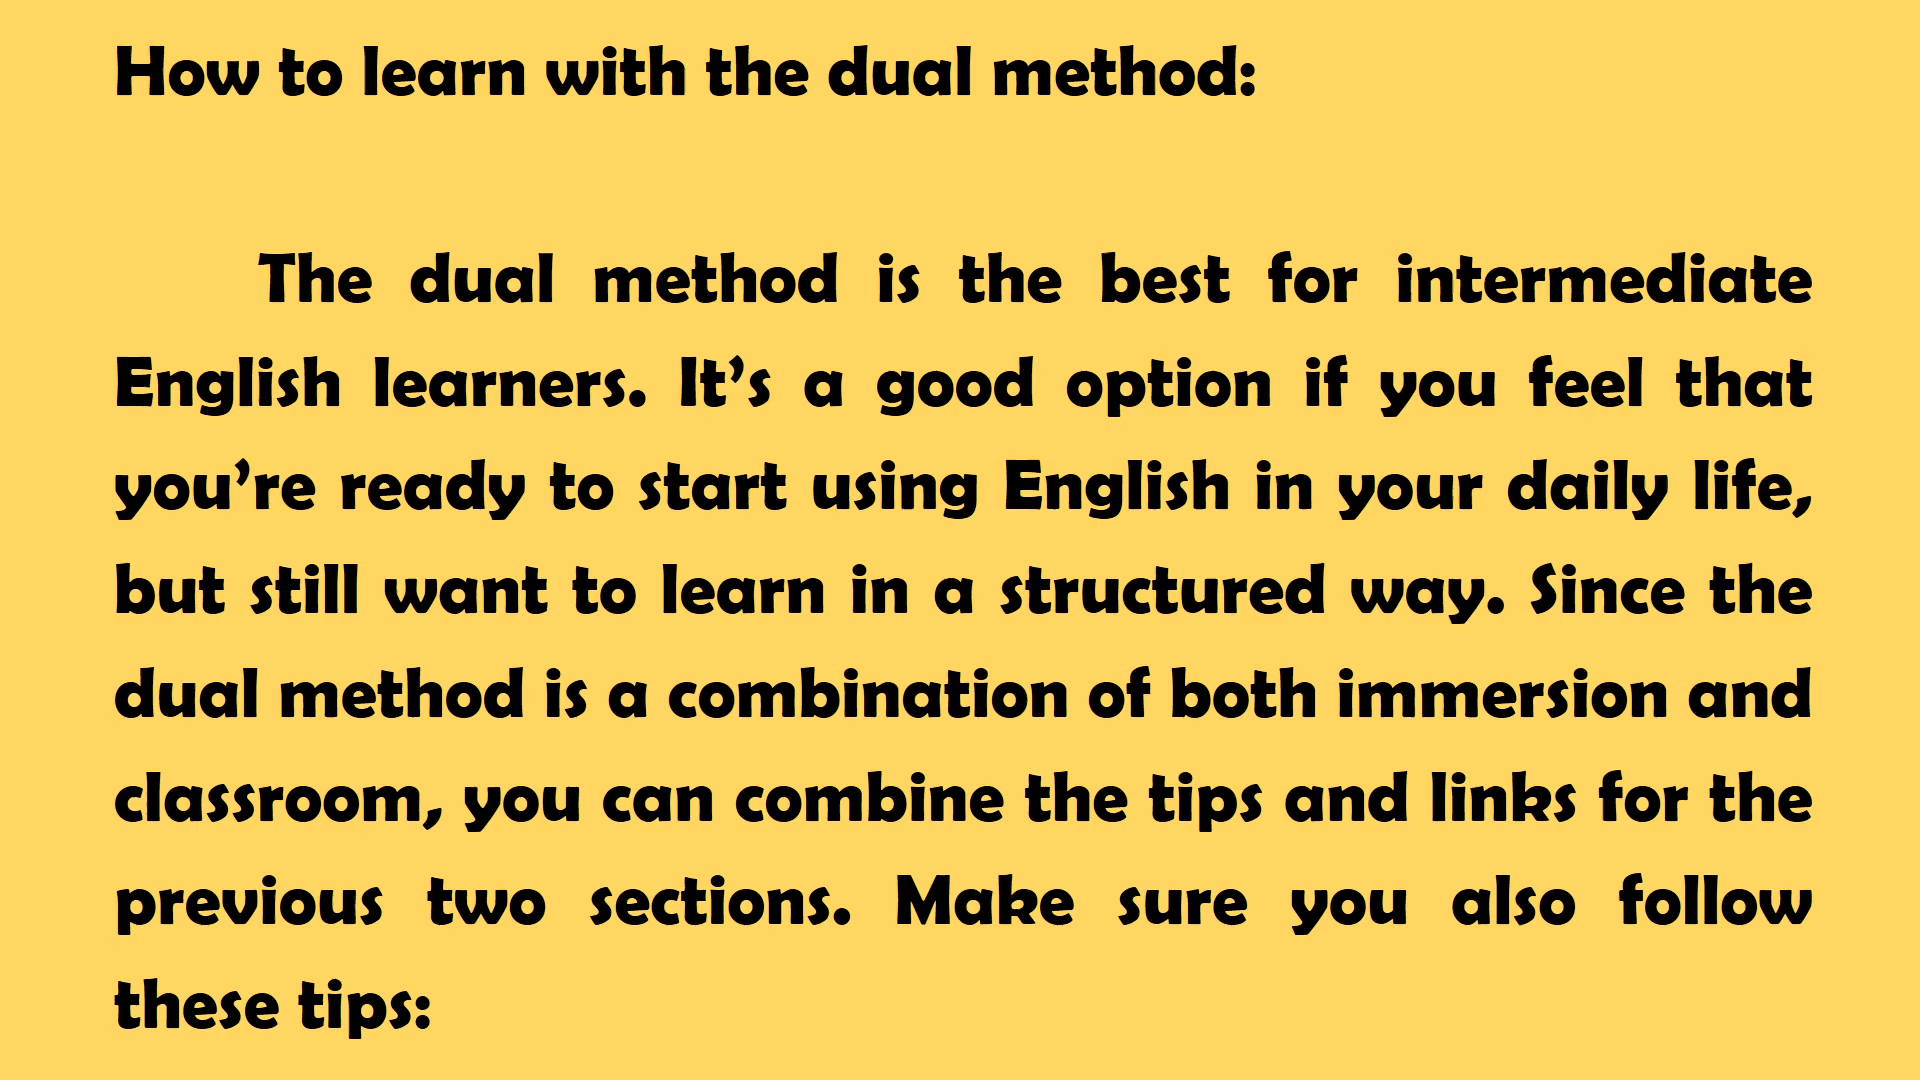 How to learn with the dual method:
The dual method is the best for intermediate
English learners. It’s a good option if you feel that
you’re ready to start using English in your daily life,
but still want to learn in a structured way. Since the
dual method is a combination of both immersion and
classroom, you can combine the tips and links for the
previous two sections. Make sure you also follow
these tips: